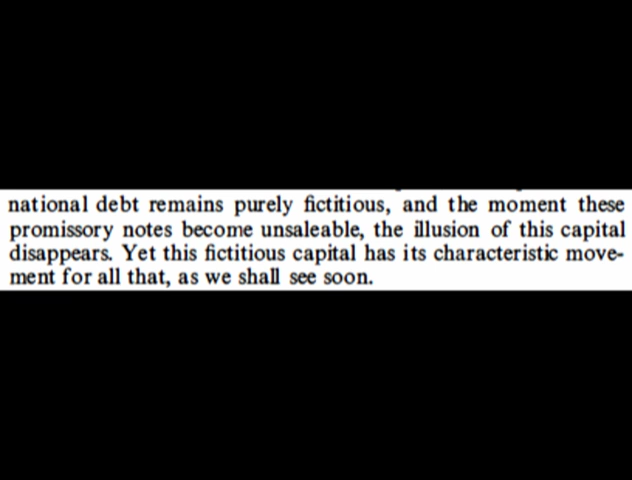 national debt remains purely fictitious, and the moment these
promissory notes become unsaleable, the illusion of this capital
disappears. Yet this fictitious capital has its characteristic move-
ment for all that, as we shall see soon.